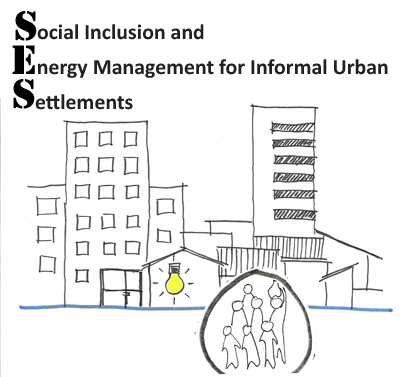 Social Inclusion and
Energy Management for Informal Urban
Settlements